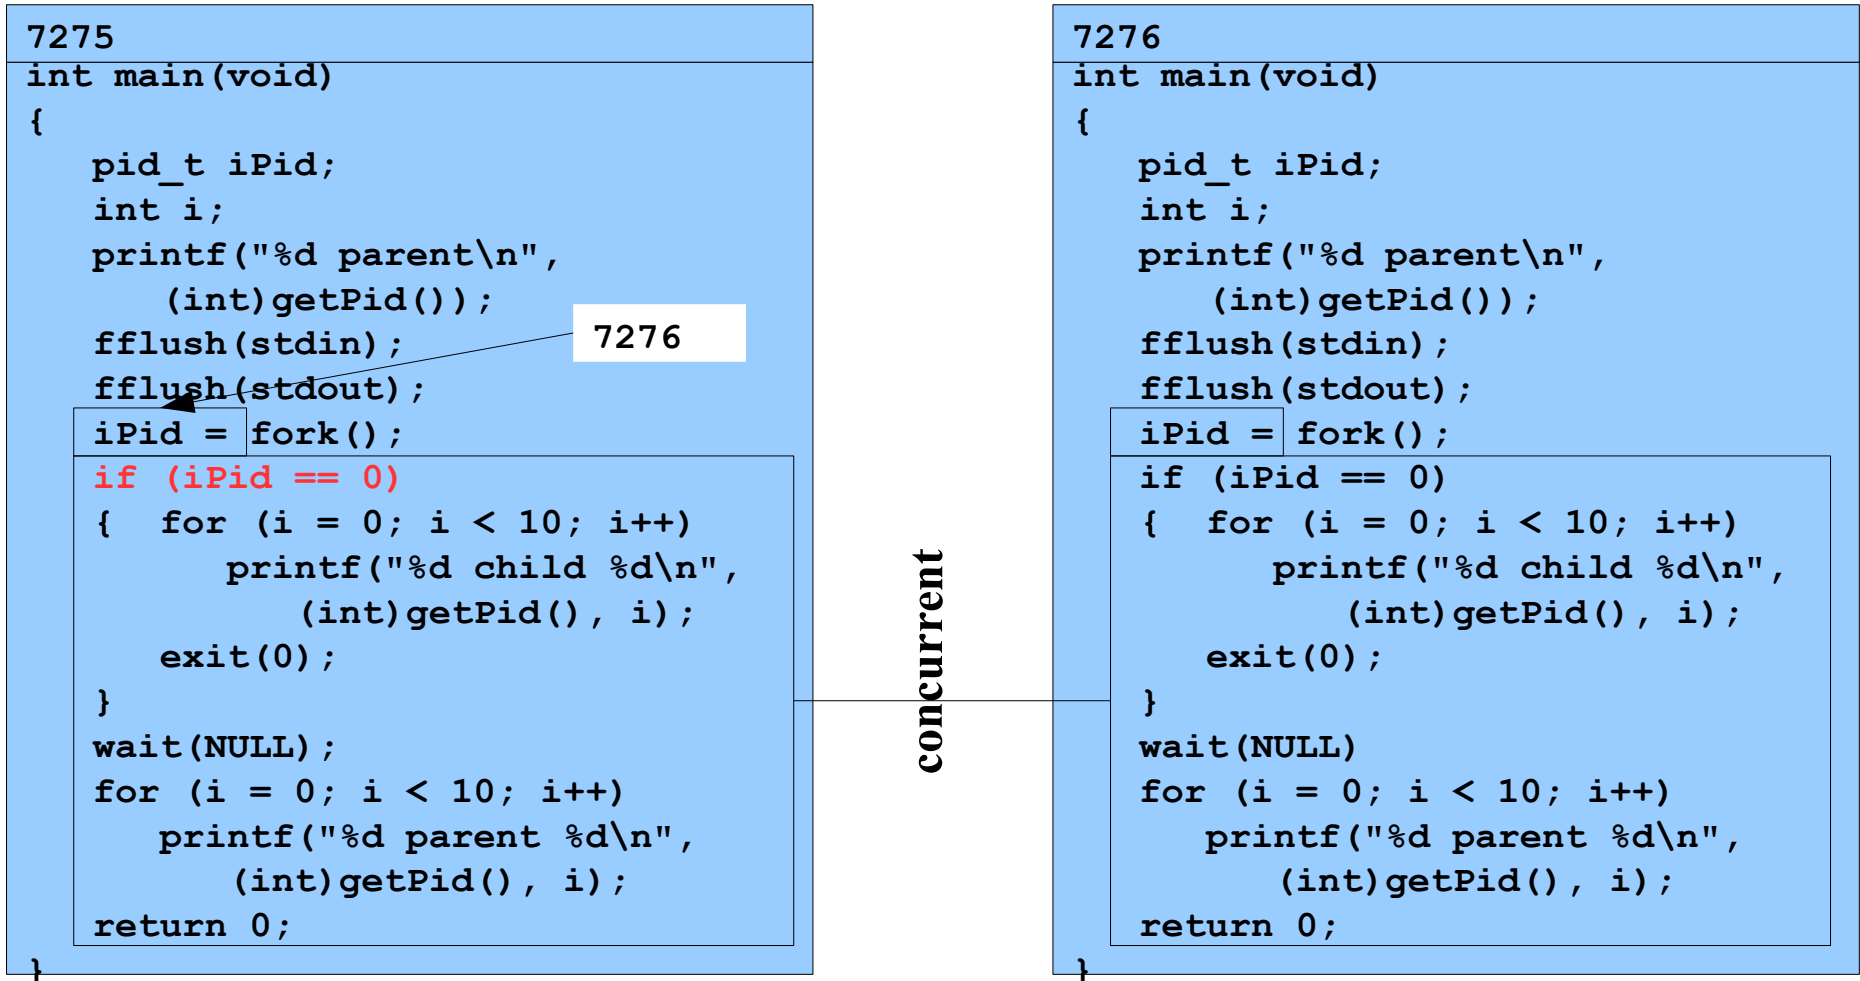 7275
int main(void)
{
pid_t iPid;
int i;
printf("%d parent\n",
(int)getPid());
fflush(stdin);
7276
fflush(stdout);
iPid = fork();
if (iPid == 0)
{ for (i = 0; i < 10; i++)
printf("%d child %d\n",
(int)getPid(), i);
exit(0);
}
wait(NULL);
for (i = 0; i < 10; i++)
printf("%d parent %d\n",
(int)getPid(), i);
return 0;
}
concurrent
7276
int main(void)
{
pid_t iPid;
int i;
printf("%d parent\n",
(int)getPid());
fflush(stdin);
fflush(stdout);
iPid = fork();
if (iPid == 0)
{ for (i = 0; i < 10; i++)
printf("%d child %d\n",
(int)getPid(), i);
exit(0);
}
wait(NULL)
for (i = 0; i < 10; i++)
printf("%d parent %d\n",
(int)getPid(), i);
return 0;
}